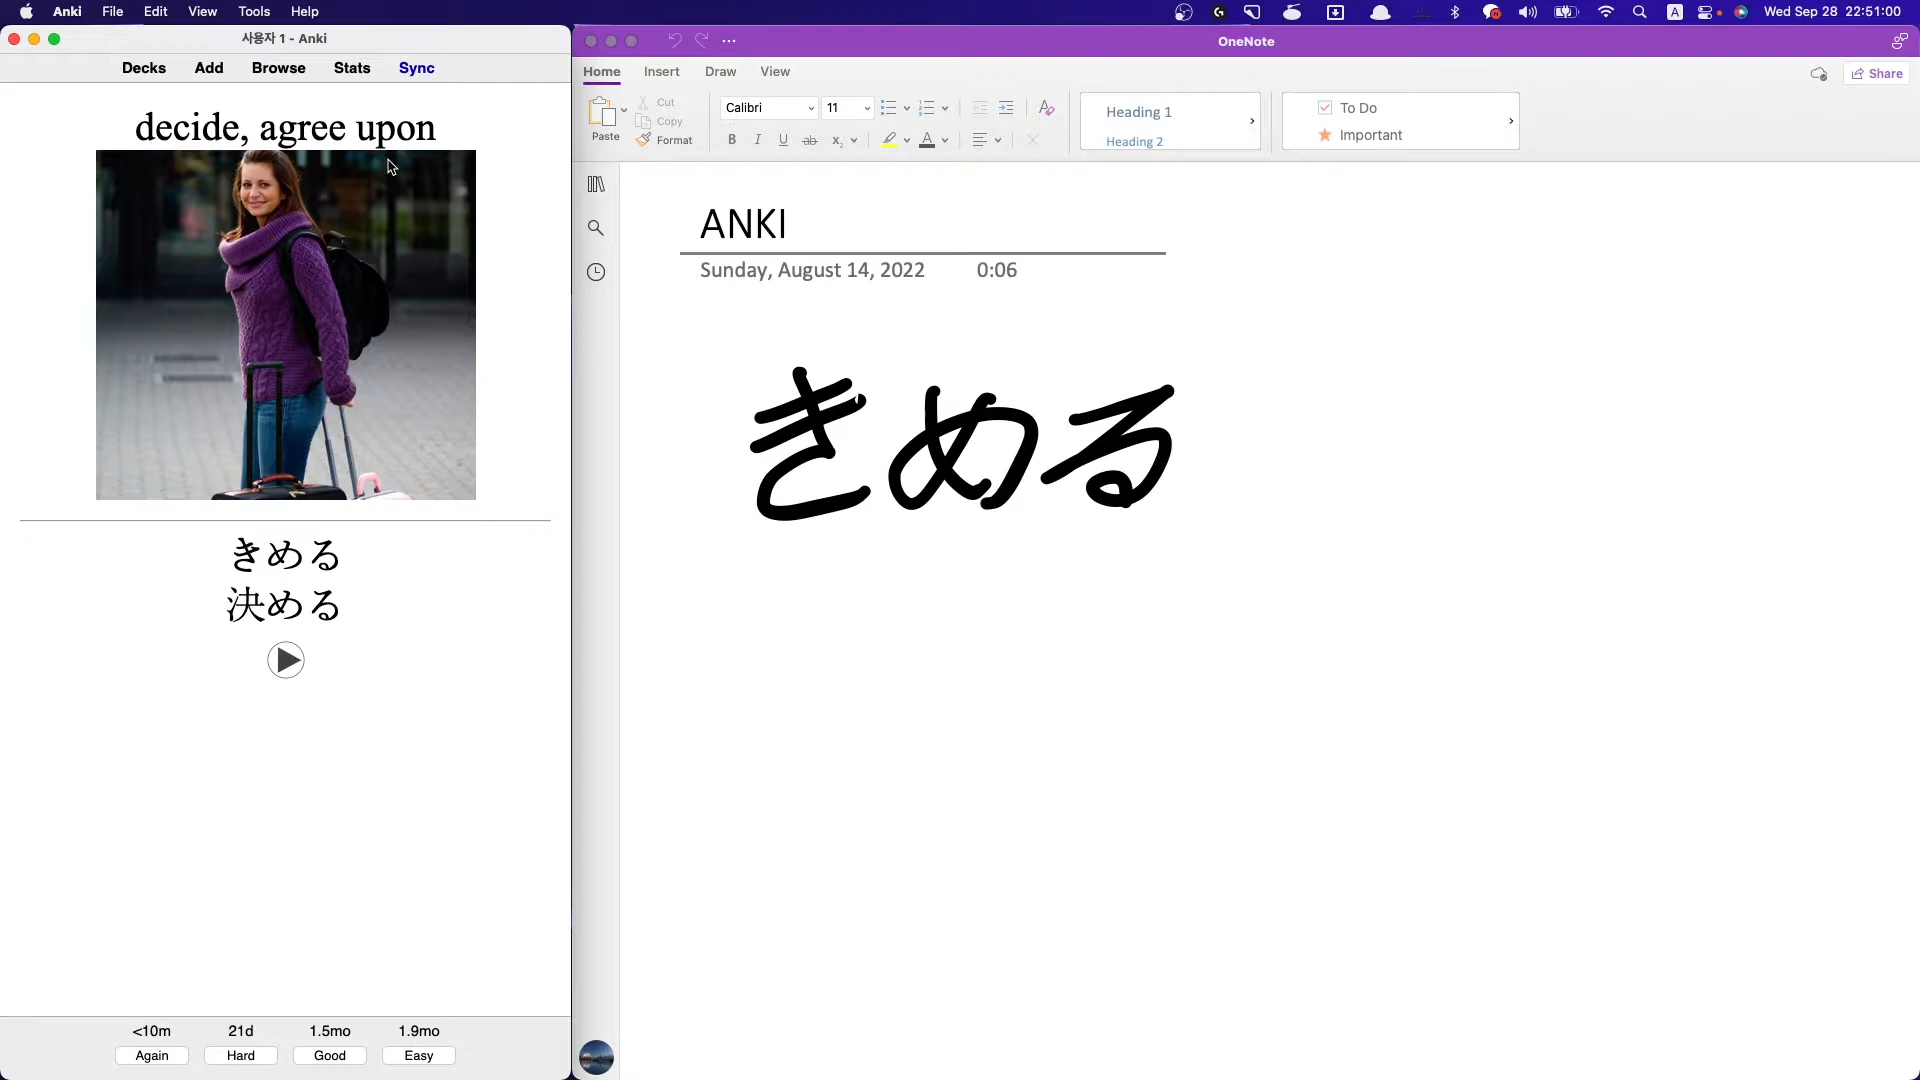 Anki File Edit View Tools Help
A Wed Sep 28 22:51:00
사용자 1 - Anki
Decks Add Browse Stats Sync
decide, agree upon
きめる
決める
<10m 21d 1.5mo 1.9mo
Again Hard Good Easy
OneNote
Home Insert Draw View
Share
Paste
Cut
Copy
Format
Calibri 11
B I U ab x₂ A
Heading 1
Heading 2
To Do
Important
ANKI
Sunday, August 14, 2022 0:06
きめる